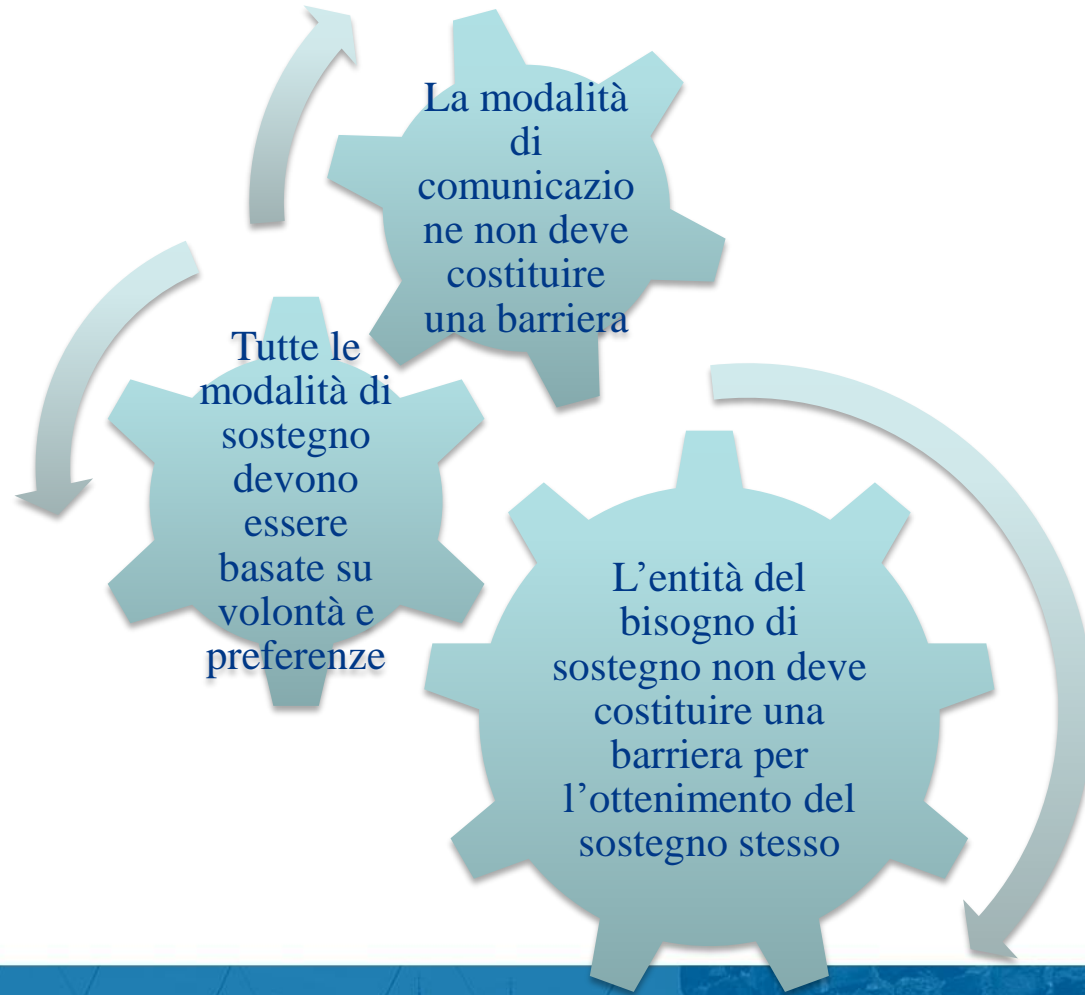 La modalità
di
comunicazio
ne non deve
costituire
una barriera
Tutte le
modalità di
sostegno
devono
essere
basate su
volontà e
preferenze
L’entità del
bisogno di
sostegno non deve
costituire una
barriera per
l’ottenimento del
sostegno stesso